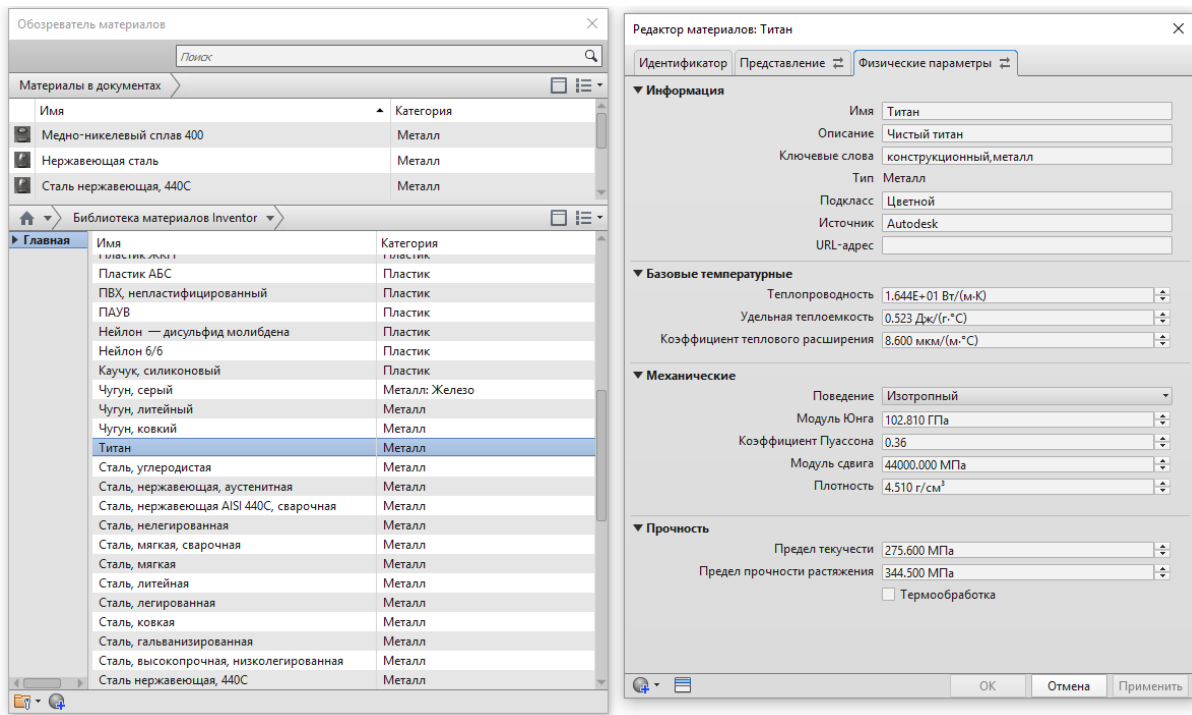 Обозреватель материалов
Поиск
Материалы в документах
Имя Категория
Медно-никелевый сплав 400 Металл
Нержавеющая сталь Металл
Сталь нержавеющая, 440C Металл
Библиотека материалов Inventor
Главная
Имя Категория
Пластик АБС Пластик
ПВХ, непластифицированный Пластик
ПАУВ Пластик
Нейлон — дисульфид молибдена Пластик
Нейлон 6/6 Пластик
Каучук, силиконовый Пластик
Чугун, серый Металл: Железо
Чугун, литейный Металл
Чугун, ковкий Металл
Титан Металл
Сталь, углеродистая Металл
Сталь, нержавеющая, аустенитная Металл
Сталь, нержавеющая AISI 440C, сварочная Металл
Сталь, нелегированная Металл
Сталь, мягкая, сварочная Металл
Сталь, мягкая Металл
Сталь, литейная Металл
Сталь, легированная Металл
Сталь, ковкая Металл
Сталь, гальванизированная Металл
Сталь, высокопрочная, низколегированная Металл
Сталь нержавеющая, 440C Металл
Редактор материалов: Титан
Идентификатор Представление Физические параметры
Информация
Имя Титан
Описание Чистый титан
Ключевые слова конструкционный,металл
Тип Металл
Подкласс Цветной
Источник Autodesk
URL-адрес
Базовые температурные
Теплопроводность 1.644E+01 Вт/(м·К)
Удельная теплоемкость 0.523 Дж/(г·°C)
Коэффициент теплового расширения 8.600 мкм/(м·°C)
Механические
Поведение Изотропный
Модуль Юнга 102.810 ГПа
Коэффициент Пуассона 0.36
Модуль сдвига 44000.000 МПа
Плотность 4.510 г/см³
Прочность
Предел текучести 275.600 МПа
Предел прочности растяжения 344.500 МПа
Термообработка
OK Отмена Применить